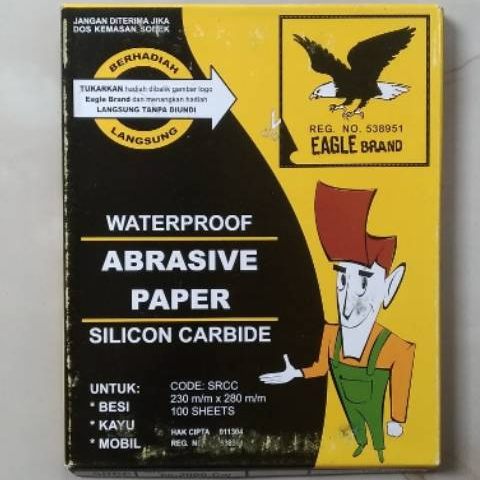 JANGAN DITERIMA JIKA
DOS KEMASAN SOBEK
BERHADIAH
TUKARKAN hadiah dibalik gambar logo
Eagle Brand dan menangkan hadiah
LANGSUNG TANPA DIUNDI
LANGSUNG
REG. NO. 538951
EAGLE BRAND
WATERPROOF
ABRASIVE
PAPER
SILICON CARBIDE
UNTUK:
* BESI
* KAYU
* MOBIL
CODE: SRCC
230 m/m x 280 m/m
100 SHEETS
HAK CIPTA 011304
REG. N